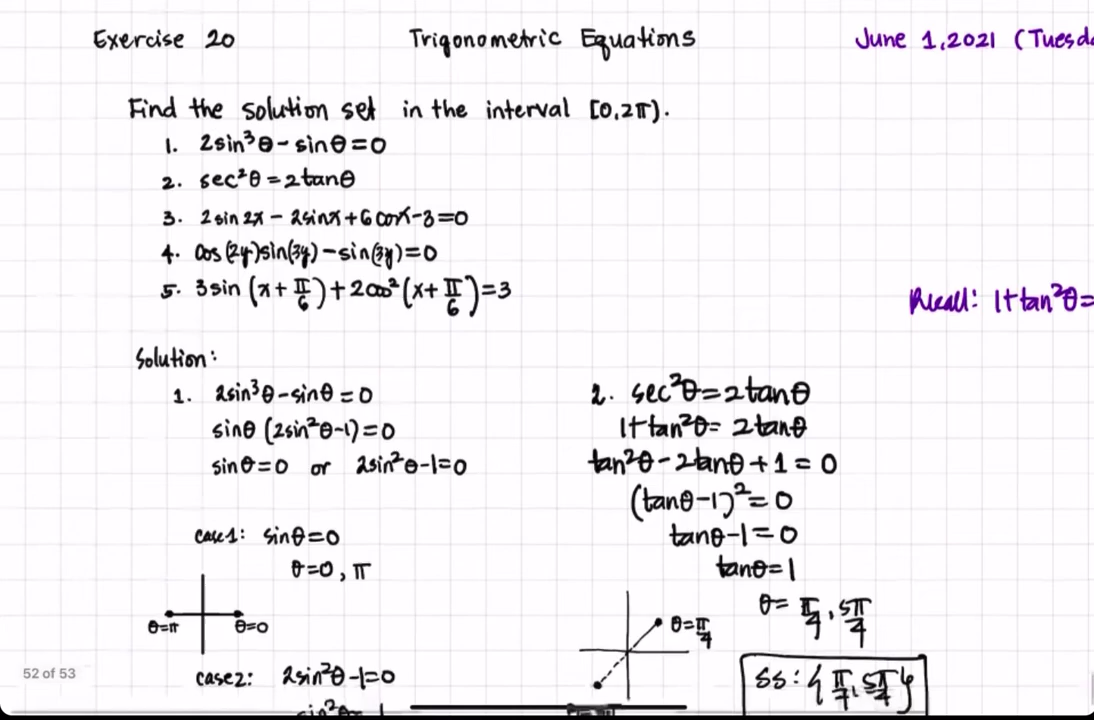 Exercise 20 Trigonometric Equations June 1, 2021 (Tuesda
Find the solution set in the interval [0, 2π).
1. 2sin³θ - sinθ = 0
2. sec²θ = 2tanθ
3. 2sin2x - 2sinx + 6cosx - 3 = 0
4. cos(2y)sin(3y) - sin(3y) = 0
5. 3sin(x + π/6) + 2cos²(x + π/6) = 3
Recall: 1 + tan²θ =
Solution:
1. 2sin³θ - sinθ = 0
sinθ (2sin²θ - 1) = 0
sinθ = 0 or 2sin²θ - 1 = 0
case1: sinθ = 0
θ = 0, π
θ=π θ=0
case2: 2sin²θ - 1 = 0
2. sec²θ = 2tanθ
1 + tan²θ = 2tanθ
tan²θ - 2tanθ + 1 = 0
(tanθ - 1)² = 0
tanθ - 1 = 0
tanθ = 1
θ = π/4, 5π/4
θ = π/4
SS: {π/4, 5π/4}
52 of 53